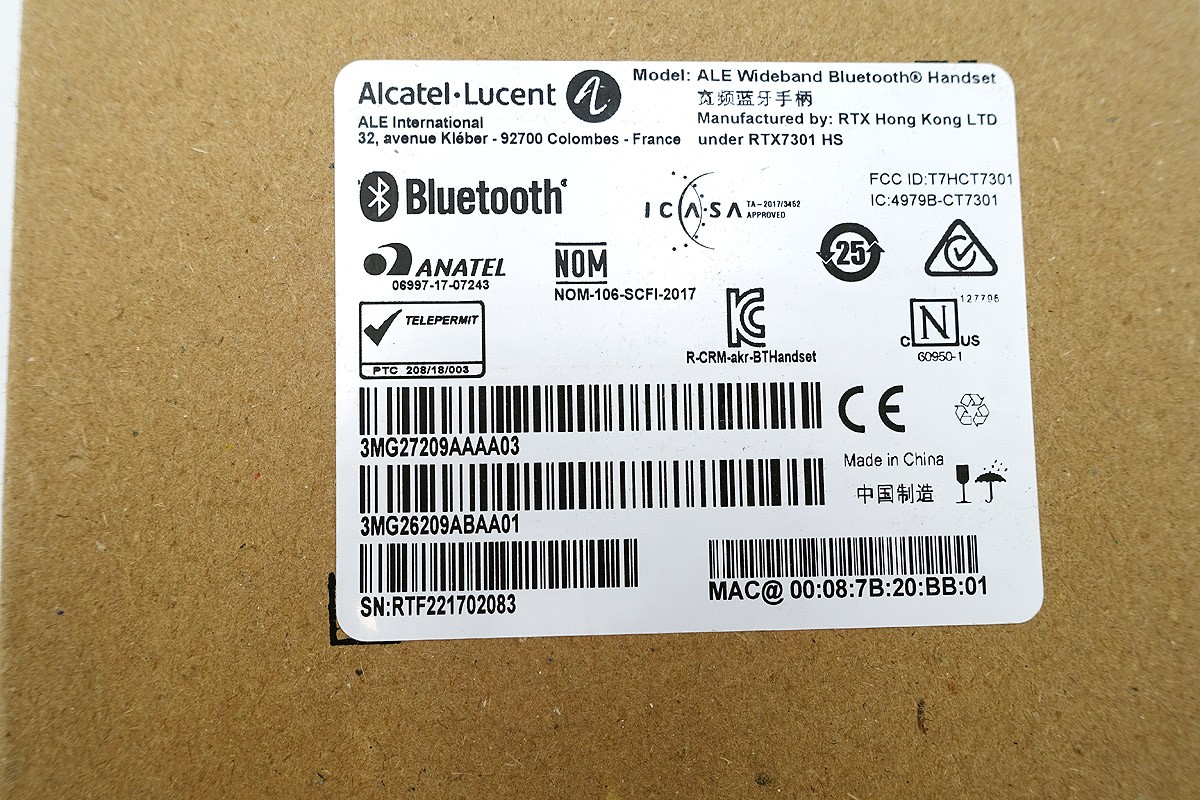 Alcatel·Lucent
ALE International
32, avenue Kléber - 92700 Colombes - France
Model: ALE Wideband Bluetooth® Handset
宽频蓝牙手柄
Manufactured by: RTX Hong Kong LTD
under RTX7301 HS
Bluetooth
ICASA
TA-2017/3452
APPROVED
FCC ID:T7HCT7301
IC:4979B-CT7301
ANATEL
06997-17-07243
NOM
NOM-106-SCFI-2017
25
TELEPERMIT
PTC 208/18/003
R-CRM-akr-BTHandset
127706
c N US
60950-1
3MG27209AAAA03
CE
3MG26209ABAA01
Made in China
中国制造
SN:RTF221702083
MAC@ 00:08:7B:20:BB:01